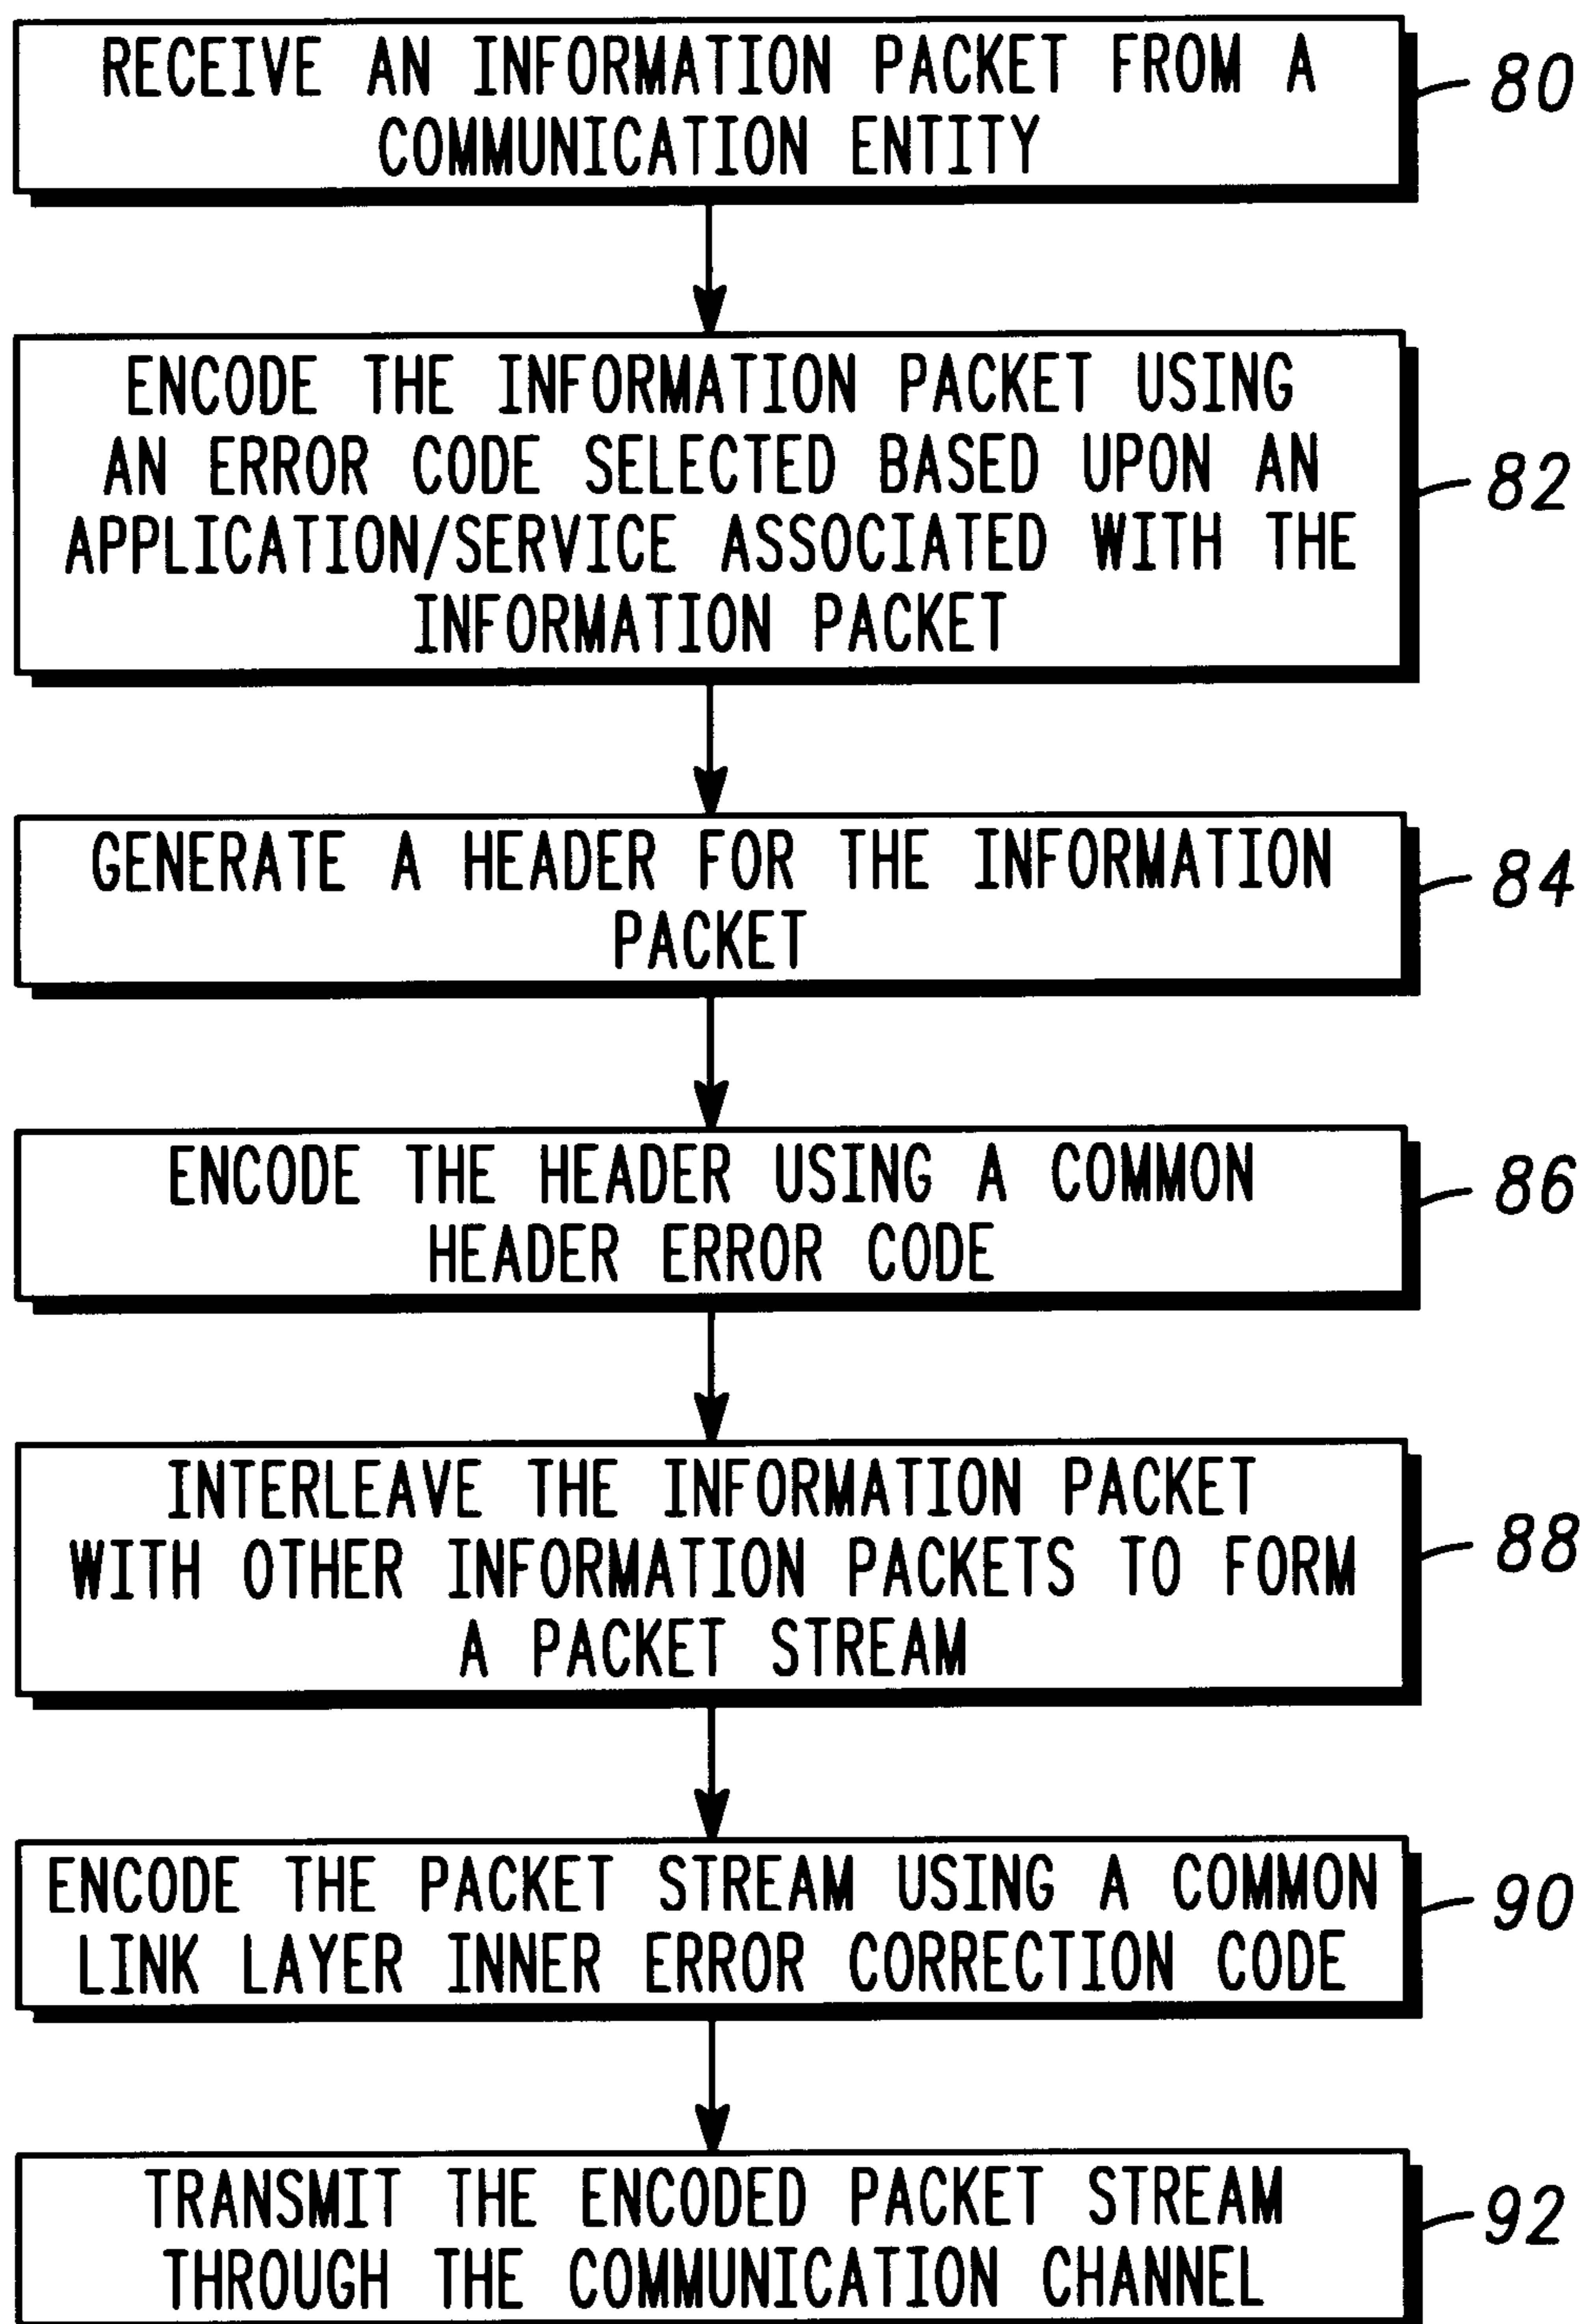 RECEIVE AN INFORMATION PACKET FROM A
COMMUNICATION ENTITY
80
ENCODE THE INFORMATION PACKET USING
AN ERROR CODE SELECTED BASED UPON AN
APPLICATION/SERVICE ASSOCIATED WITH THE
INFORMATION PACKET
82
GENERATE A HEADER FOR THE INFORMATION
PACKET
84
ENCODE THE HEADER USING A COMMON
HEADER ERROR CODE
86
INTERLEAVE THE INFORMATION PACKET
WITH OTHER INFORMATION PACKETS TO FORM
A PACKET STREAM
88
ENCODE THE PACKET STREAM USING A COMMON
LINK LAYER INNER ERROR CORRECTION CODE
90
TRANSMIT THE ENCODED PACKET STREAM
THROUGH THE COMMUNICATION CHANNEL
92